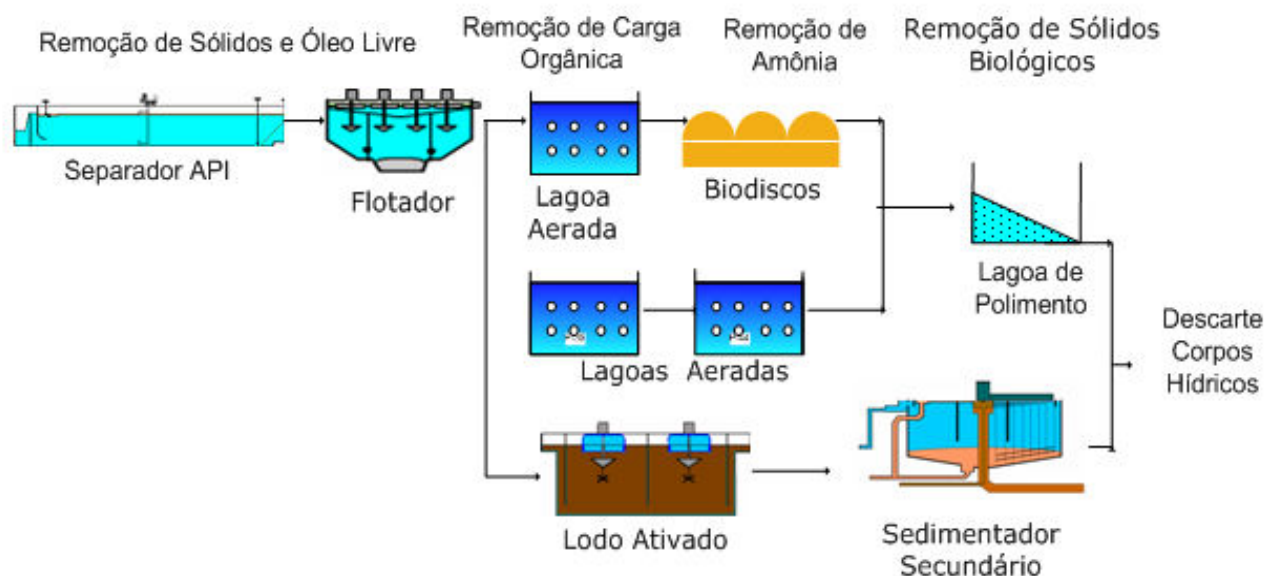 Remoção de Sólidos e Óleo Livre
Remoção de Carga
Orgânica
Remoção de
Amônia
Remoção de Sólidos
Biológicos
Separador API
Flotador
Lagoa
Aerada
Biodiscos
Lagoa de
Polimento
Lagoas Aeradas
Descarte
Corpos
Hídricos
Lodo Ativado
Sedimentador
Secundário